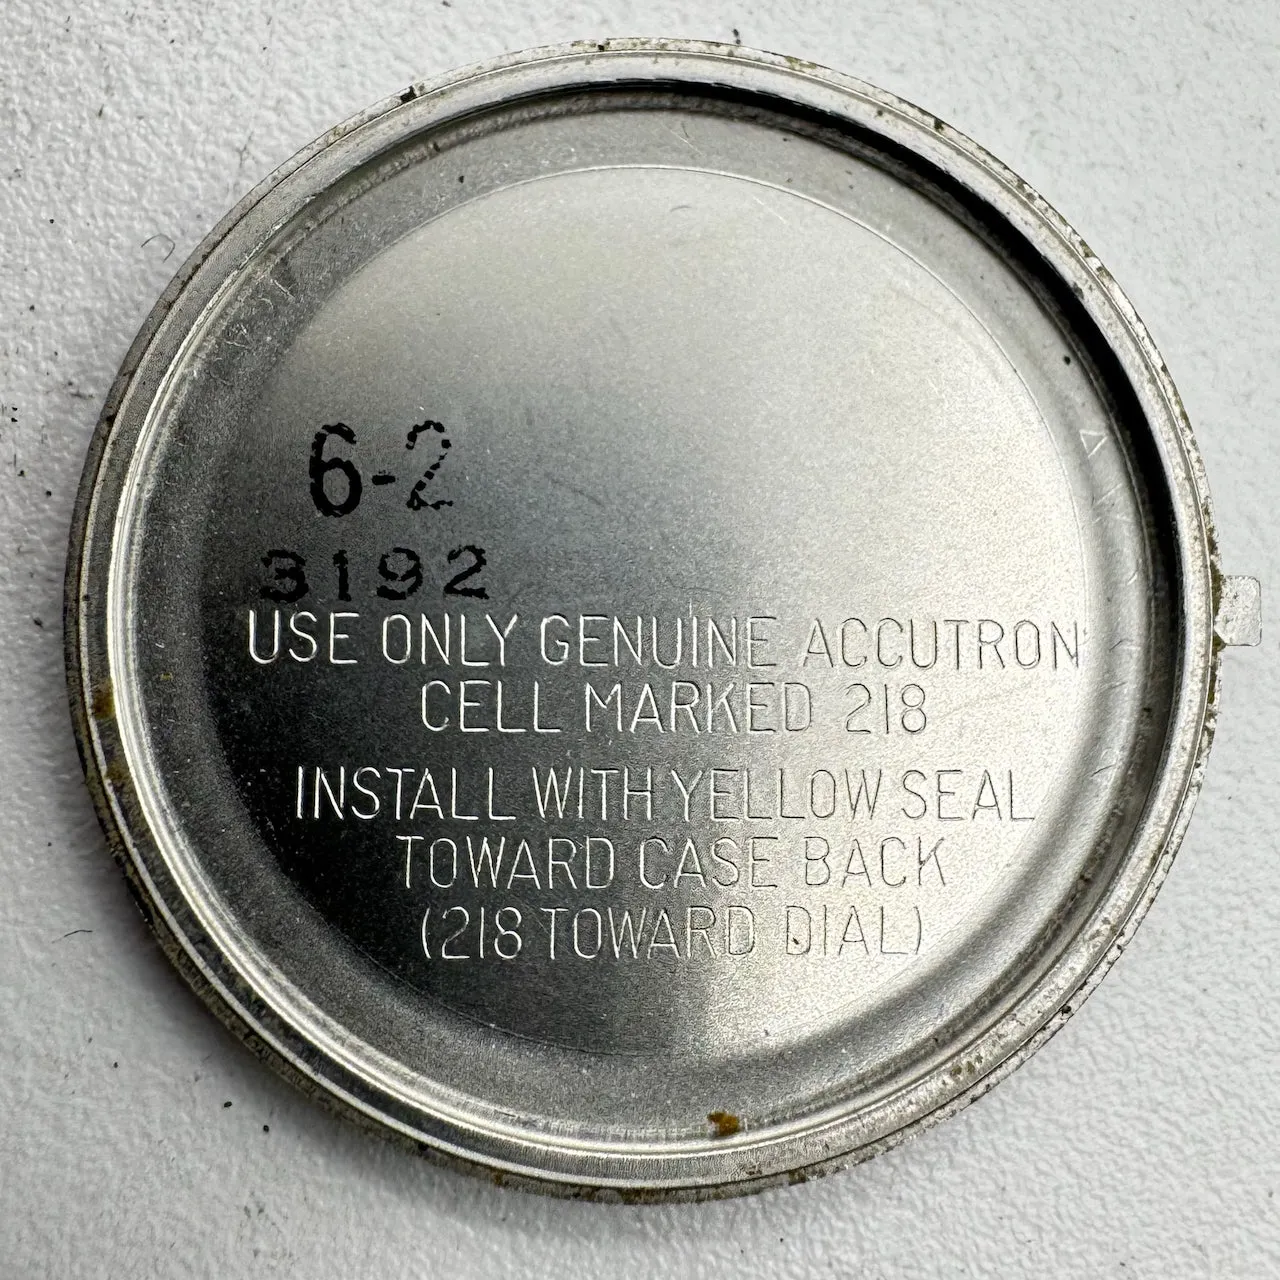 6-2
3192
USE ONLY GENUINE ACCUTRON
CELL MARKED 218
INSTALL WITH YELLOW SEAL
TOWARD CASE BACK
(218 TOWARD DIAL)